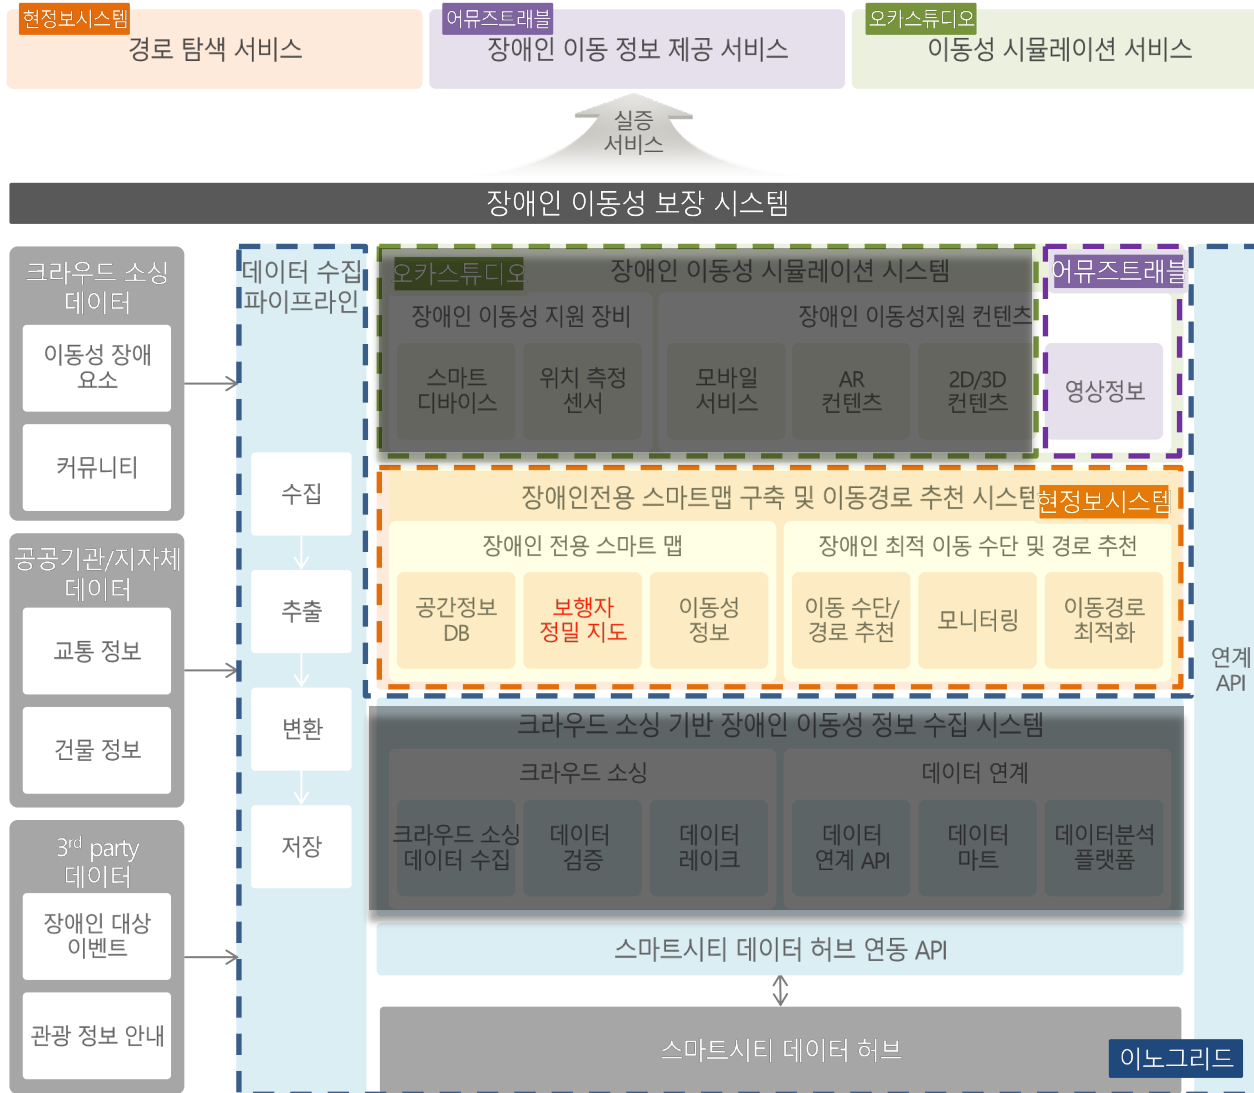 현정보시스템
경로 탐색 서비스
어뮤즈트래블
장애인 이동 정보 제공 서비스
오카스튜디오
이동성 시뮬레이션 서비스
실증
서비스
장애인 이동성 보장 시스템
크라우드 소싱
데이터
이동성 장애
요소
커뮤니티
공공기관/지자체
데이터
교통 정보
건물 정보
3rd party
데이터
장애인 대상
이벤트
관광 정보 안내
데이터 수집
파이프라인
수집
추출
변환
저장
오카스튜디오
장애인 이동성 시뮬레이션 시스템
장애인 이동성 지원 장비
스마트
디바이스
위치 측정
센서
장애인 이동성지원 컨텐츠
모바일
서비스
AR
컨텐츠
2D/3D
컨텐츠
어뮤즈트래블
영상정보
장애인전용 스마트맵 구축 및 이동경로 추천 시스템
현정보시스템
장애인 전용 스마트 맵
공간정보
DB
보행자
정밀 지도
이동성
정보
장애인 최적 이동 수단 및 경로 추천
이동 수단/
경로 추천
모니터링
이동경로
최적화
크라우드 소싱 기반 장애인 이동성 정보 수집 시스템
크라우드 소싱
크라우드 소싱
데이터 수집
데이터
검증
데이터
레이크
데이터 연계
데이터
연계 API
데이터
마트
데이터분석
플랫폼
스마트시티 데이터 허브 연동 API
스마트시티 데이터 허브
연계
API
이노그리드